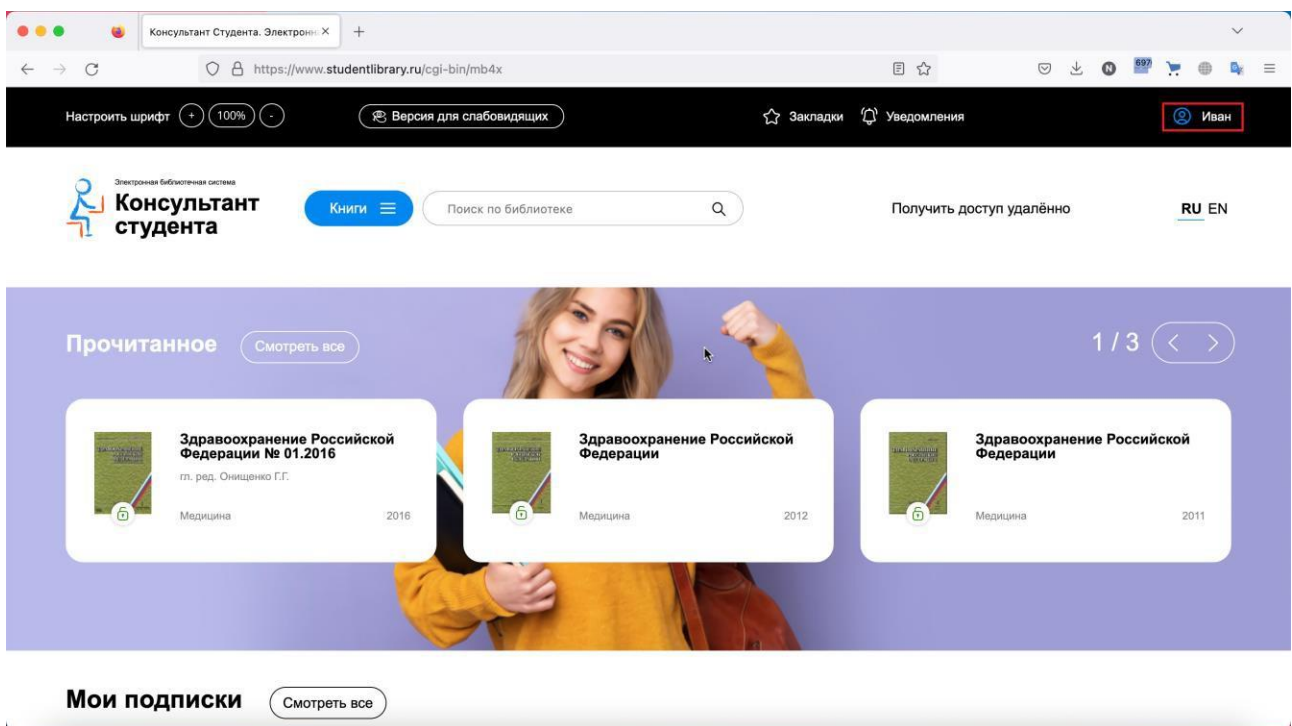 Консультант Студента. Электронн
https://www.studentlibrary.ru/cgi-bin/mb4x
697
N
Настроить шрифт + 100% -
Версия для слабовидящих
Закладки
Уведомления
Иван
Электронная библиотечная система
Консультант
студента
Книги
Поиск по библиотеке
Получить доступ удалённо
RU EN
Прочитанное
Смотреть все
1 / 3
Здравоохранение Российской
Федерации № 01.2016
гл. ред. Онищенко Г.Г.
Медицина 2016
Здравоохранение Российской
Федерации
Медицина 2012
Здравоохранение Российской
Федерации
Медицина 2011
Мои подписки
Смотреть все